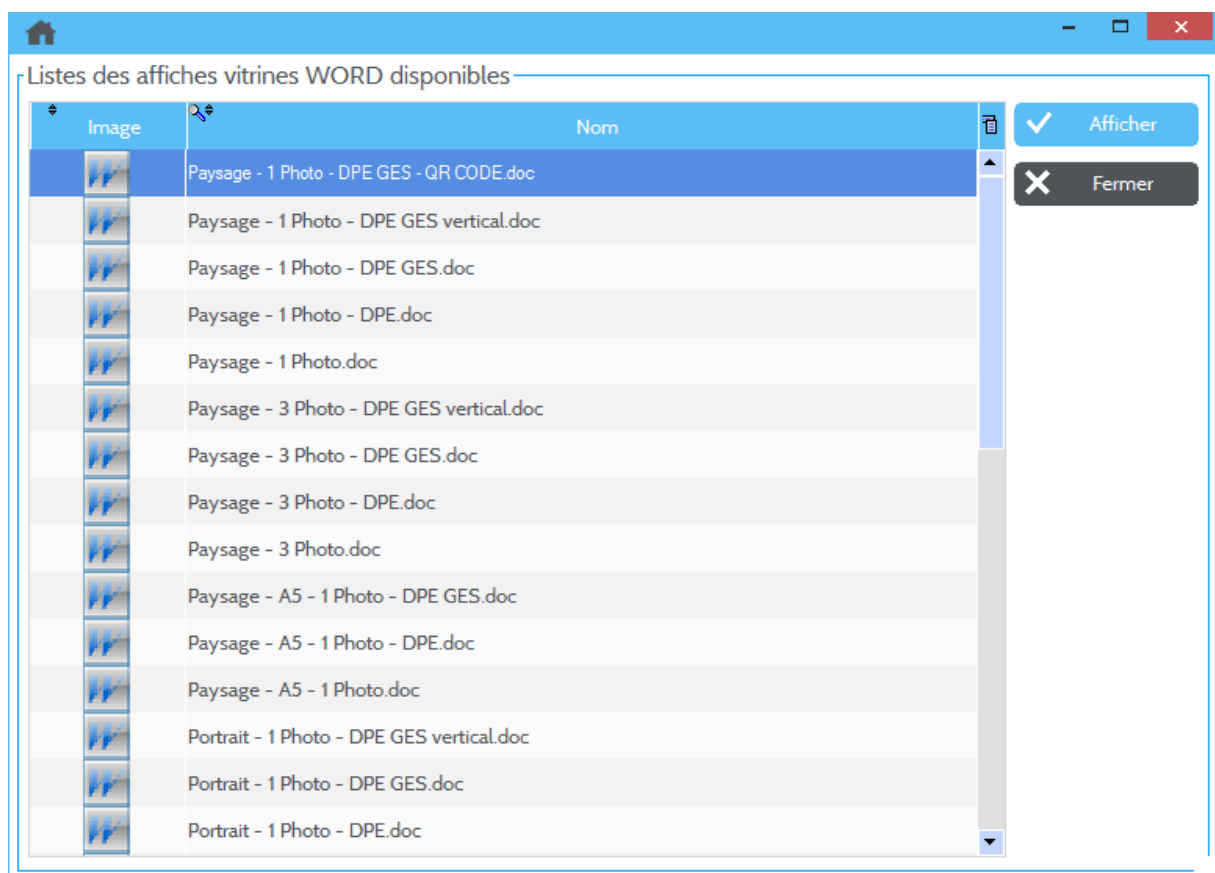 Listes des affiches vitrines WORD disponibles
Image Nom
Afficher
Fermer
Paysage - 1 Photo - DPE GES - QR CODE.doc
Paysage - 1 Photo - DPE GES vertical.doc
Paysage - 1 Photo - DPE GES.doc
Paysage - 1 Photo - DPE.doc
Paysage - 1 Photo.doc
Paysage - 3 Photo - DPE GES vertical.doc
Paysage - 3 Photo - DPE GES.doc
Paysage - 3 Photo - DPE.doc
Paysage - 3 Photo.doc
Paysage - A5 - 1 Photo - DPE GES.doc
Paysage - A5 - 1 Photo - DPE.doc
Paysage - A5 - 1 Photo.doc
Portrait - 1 Photo - DPE GES vertical.doc
Portrait - 1 Photo - DPE GES.doc
Portrait - 1 Photo - DPE.doc